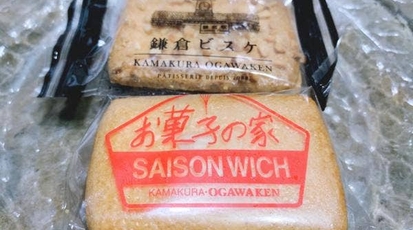 鎌倉ビスケ
KAMAKURA OGAWAKEN
お菓子の家
SAISON WICH
KAMAKURA·OGAWAKEN